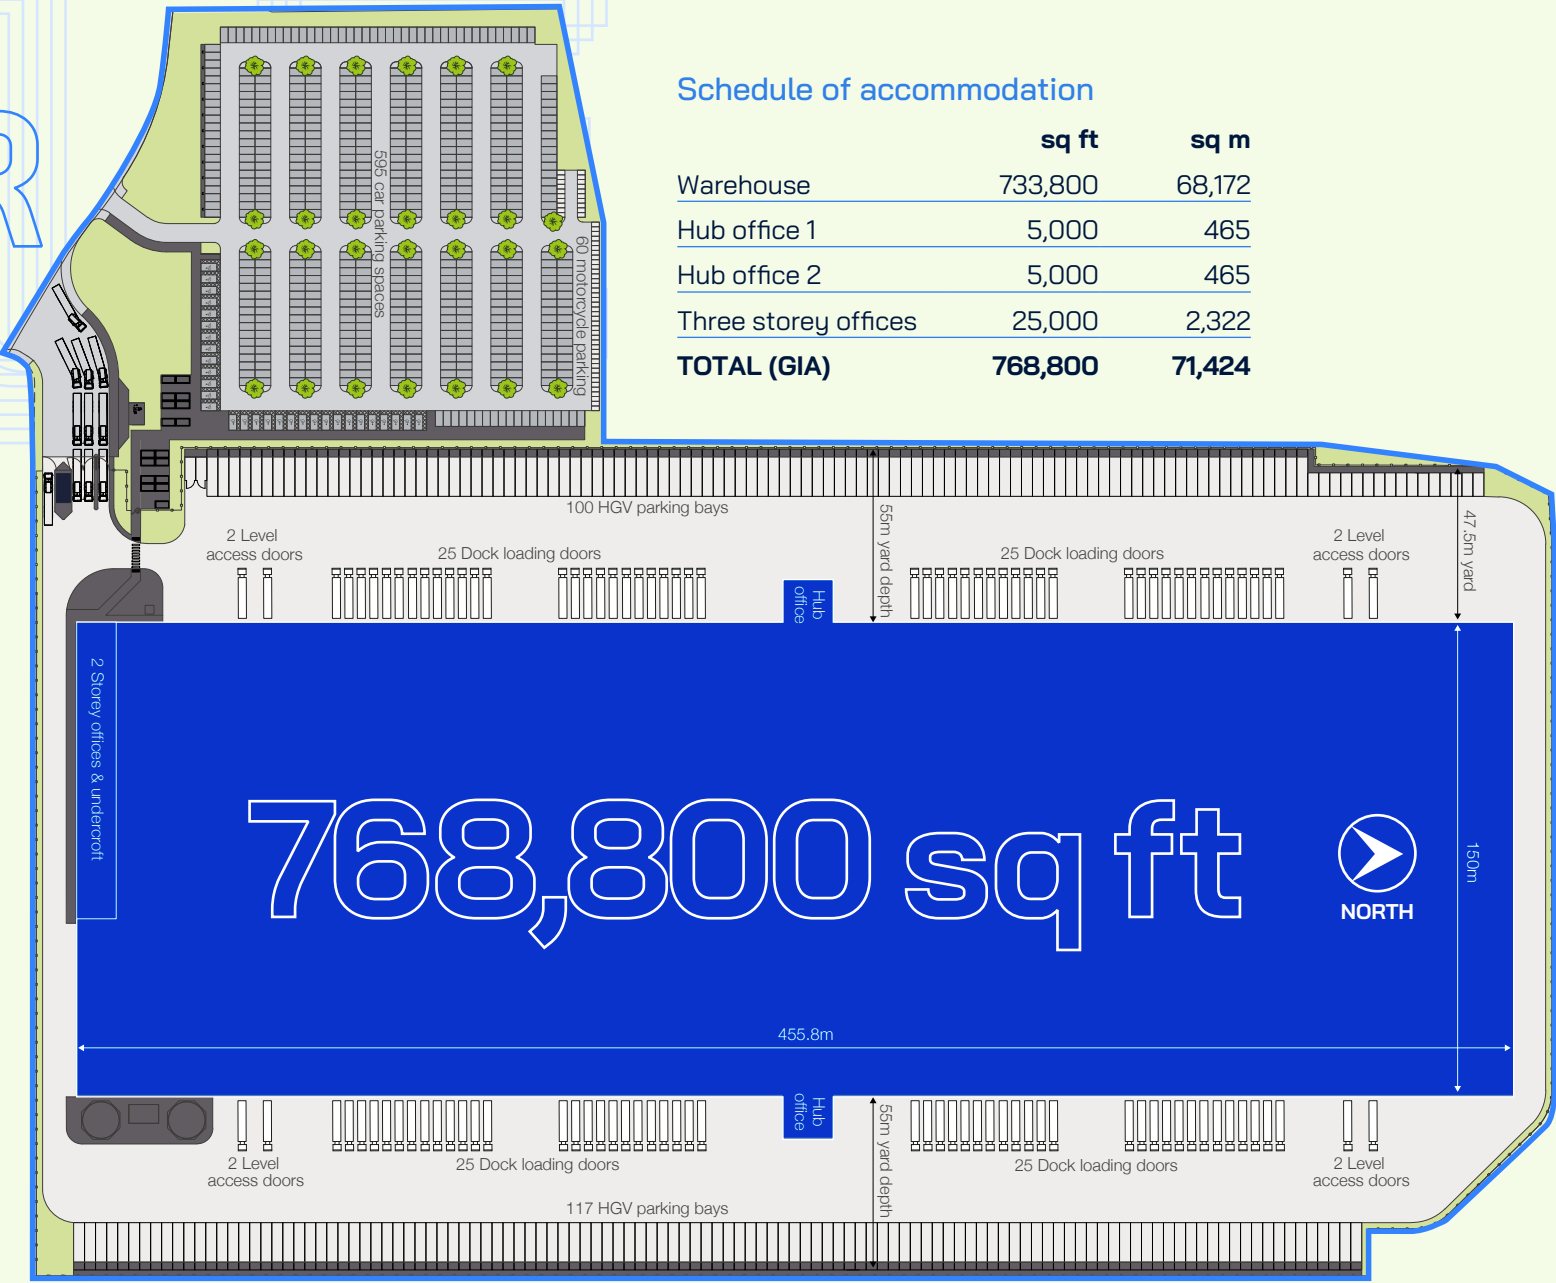 R
Schedule of accommodation
sq ft sq m
Warehouse 733,800 68,172
Hub office 1 5,000 465
Hub office 2 5,000 465
Three storey offices 25,000 2,322
TOTAL (GIA) 768,800 71,424
595 car parking spaces
60 motorcycle parking
100 HGV parking bays
2 Level
access doors
25 Dock loading doors
55m yard depth
25 Dock loading doors
2 Level
access doors
47.5m yard
Hub
office
2 Storey offices & undercroft
768,800 sq ft
NORTH
150m
455.8m
Hub
office
2 Level
access doors
25 Dock loading doors
55m yard depth
25 Dock loading doors
2 Level
access doors
117 HGV parking bays